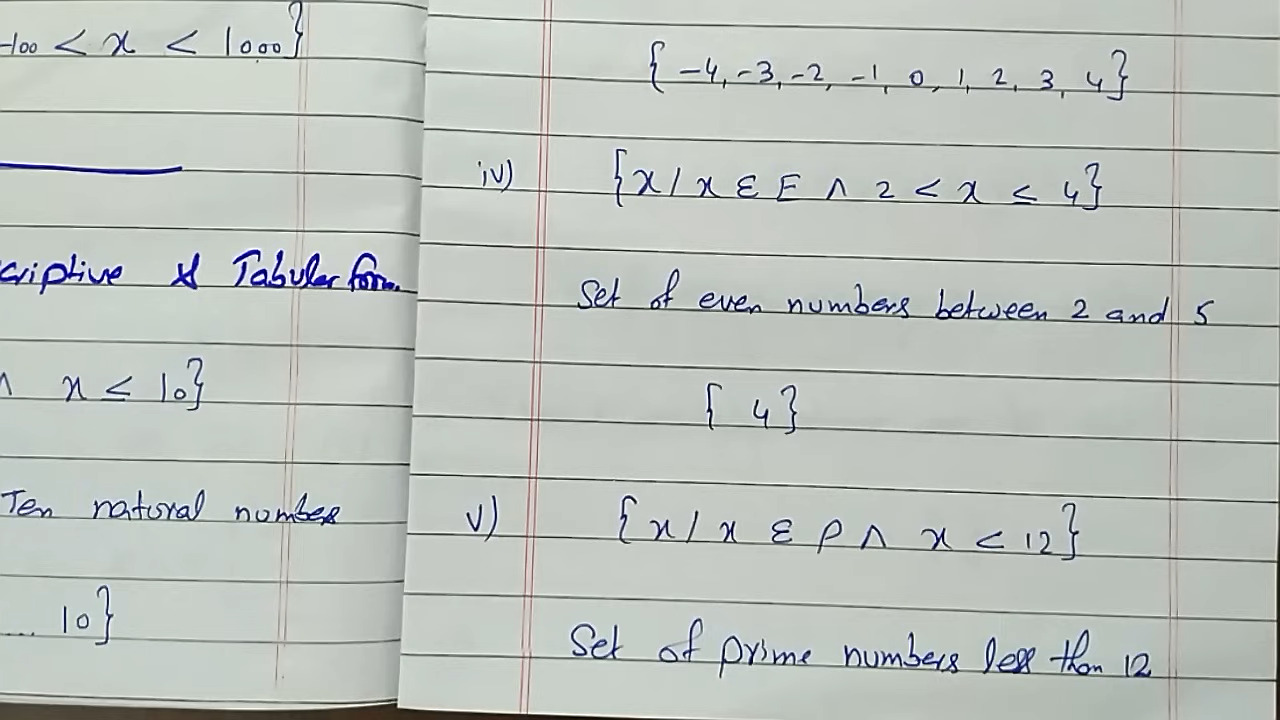 -100 < x < 1000}
criptive & Tabular form.
∧ x ≤ 10}
Ten natural numbers
... 10}
{ -4, -3, -2, -1, 0, 1, 2, 3, 4}
iv) {x / x ε E ∧ 2 < x ≤ 4}
Set of even numbers between 2 and 5
{ 4}
v) {x / x ε P ∧ x < 12}
Set of prime numbers less than 12